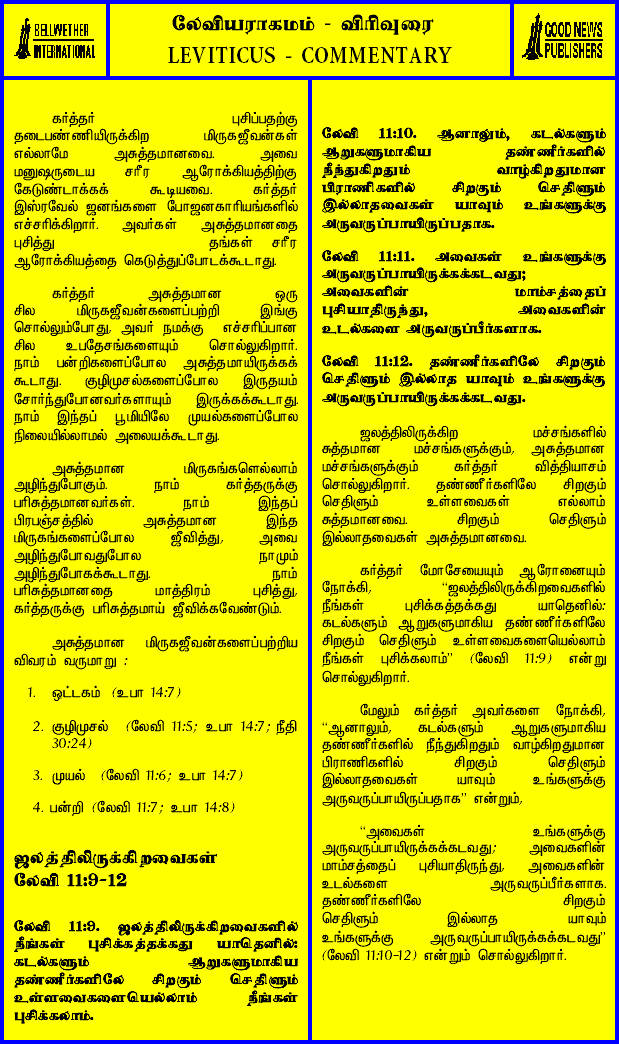 BELLWETHER
INTERNATIONAL
லேவியராகமம் - விரிவுரை
LEVITICUS - COMMENTARY
GOOD NEWS
PUBLISHERS
கர்த்தர் புசிப்பதற்கு
தடைபண்ணியிருக்கிற மிருகஜீவன்கள்
எல்லாமே அசுத்தமானவை. அவை
மனுஷருடைய சரீர ஆரோக்கியத்திற்கு
கேடுண்டாக்கக் கூடியவை. கர்த்தர்
இஸ்ரவேல் ஜனங்களை போஜனகாரியங்களில்
எச்சரிக்கிறார். அவர்கள் அசுத்தமானதை
புசித்து தங்கள் சரீர
ஆரோக்கியத்தை கெடுத்துப்போடக்கூடாது.
கர்த்தர் அசுத்தமான ஒரு
சில மிருகஜீவன்களைப்பற்றி இங்கு
சொல்லும்போது, அவர் நமக்கு எச்சரிப்பான
சில உபதேசங்களையும் சொல்லுகிறார்.
நாம் பன்றிகளைப்போல அசுத்தமாயிருக்கக்
கூடாது. குழிமுசல்களைப்போல இருதயம்
சோர்ந்துபோனவர்களாயும் இருக்கக்கூடாது.
நாம் இந்தப் பூமியிலே முயல்களைப்போல
நிலையில்லாமல் அலையக்கூடாது.
அசுத்தமான மிருகங்களெல்லாம்
அழிந்துபோகும். நாம் கர்த்தருக்கு
பரிசுத்தமானவர்கள். நாம் இந்தப்
பிரபஞ்சத்தில் அசுத்தமான இந்த
மிருகங்களைப்போல ஜீவித்து, அவை
அழிந்துபோவதுபோல நாமும்
அழிந்துபோகக்கூடாது. நாம்
பரிசுத்தமானதை மாத்திரம் புசித்து,
கர்த்தருக்கு பரிசுத்தமாய் ஜீவிக்கவேண்டும்.
அசுத்தமான மிருகஜீவன்களைப்பற்றிய
விவரம் வருமாறு :
1. ஒட்டகம் (உபா 14:7)
2. குழிமுசல் (லேவி 11:5; உபா 14:7; நீதி
30:24)
3. முயல் (லேவி 11:6; உபா 14:7)
4. பன்றி (லேவி 11:7; உபா 14:8)
ஜலத்திலிருக்கிறவைகள்
லேவி 11:9-12
லேவி 11:9. ஜலத்திலிருக்கிறவைகளில்
நீங்கள் புசிக்கத்தக்கது யாதெனில்:
கடல்களும் ஆறுகளுமாகிய
தண்ணீர்களிலே சிறகும் செதிளும்
உள்ளவைகளையெல்லாம் நீங்கள்
புசிக்கலாம்.
லேவி 11:10. ஆனாலும், கடல்களும்
ஆறுகளுமாகிய தண்ணீர்களில்
நீந்துகிறதும் வாழ்கிறதுமான
பிராணிகளில் சிறகும் செதிளும்
இல்லாதவைகள் யாவும் உங்களுக்கு
அருவருப்பாயிருப்பதாக.
லேவி 11:11. அவைகள் உங்களுக்கு
அருவருப்பாயிருக்கக்கடவது;
அவைகளின் மாம்சத்தைப்
புசியாதிருந்து, அவைகளின்
உடல்களை அருவருப்பீர்களாக.
லேவி 11:12. தண்ணீர்களிலே சிறகும்
செதிளும் இல்லாத யாவும் உங்களுக்கு
அருவருப்பாயிருக்கக்கடவது.
ஜலத்திலிருக்கிற மச்சங்களில்
சுத்தமான மச்சங்களுக்கும், அசுத்தமான
மச்சங்களுக்கும் கர்த்தர் வித்தியாசம்
சொல்லுகிறார். தண்ணீர்களிலே சிறகும்
செதிளும் உள்ளவைகள் எல்லாம்
சுத்தமானவை. சிறகும் செதிளும்
இல்லாதவைகள் அசுத்தமானவை.
கர்த்தர் மோசேயையும் ஆரோனையும்
நோக்கி, “ஜலத்திலிருக்கிறவைகளில்
நீங்கள் புசிக்கத்தக்கது யாதெனில்:
கடல்களும் ஆறுகளுமாகிய தண்ணீர்களிலே
சிறகும் செதிளும் உள்ளவைகளையெல்லாம்
நீங்கள் புசிக்கலாம்” (லேவி 11:9) என்று
சொல்லுகிறார்.
மேலும் கர்த்தர் அவர்களை நோக்கி,
“ஆனாலும், கடல்களும் ஆறுகளுமாகிய
தண்ணீர்களில் நீந்துகிறதும் வாழ்கிறதுமான
பிராணிகளில் சிறகும் செதிளும்
இல்லாதவைகள் யாவும் உங்களுக்கு
அருவருப்பாயிருப்பதாக” என்றும்,
“அவைகள் உங்களுக்கு
அருவருப்பாயிருக்கக்கடவது; அவைகளின்
மாம்சத்தைப் புசியாதிருந்து, அவைகளின்
உடல்களை அருவருப்பீர்களாக.
தண்ணீர்களிலே சிறகும்
செதிளும் இல்லாத யாவும்
உங்களுக்கு அருவருப்பாயிருக்கக்கடவது”
(லேவி 11:10-12) என்றும் சொல்லுகிறார்.